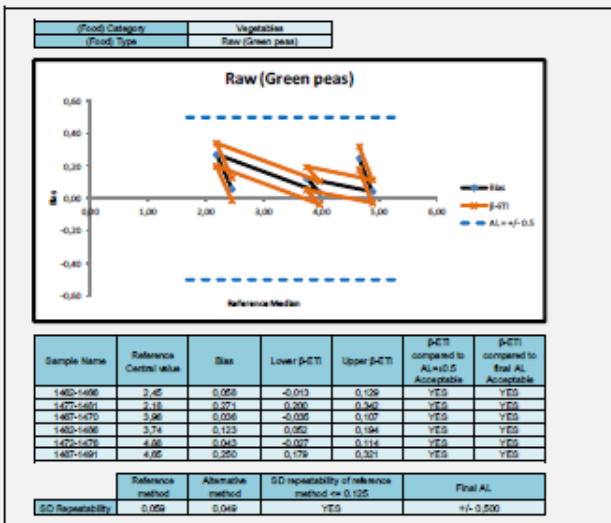 (Food) Category Vegetables
(Food) Type Raw (Green peas)
Raw (Green peas)
0,60
0,40
0,20
0,00
-0,20
-0,40
-0,60
0,00 1,00 2,00 3,00 4,00 5,00 6,00
Bias
Reference Median
Bias
β-ETI
AL = +/- 0.5
Sample Name Reference Central value Bias Lower β-ETI Upper β-ETI β-ETI compared to AL=±0.5 Acceptable β-ETI compared to final AL Acceptable
1462-1466 2,45 0,058 -0,013 0,129 YES YES
1477-1481 2,18 0,271 0,200 0,342 YES YES
1467-1470 3,96 0,036 -0,035 0,107 YES YES
1482-1486 3,74 0,123 0,052 0,194 YES YES
1472-1476 4,88 0,043 -0,027 0,114 YES YES
1487-1491 4,65 0,250 0,179 0,321 YES YES
Reference method Alternative method SD repeatability of reference method <= 0.125 Final AL
SD Repeatability 0,059 0,049 YES +/- 0,500